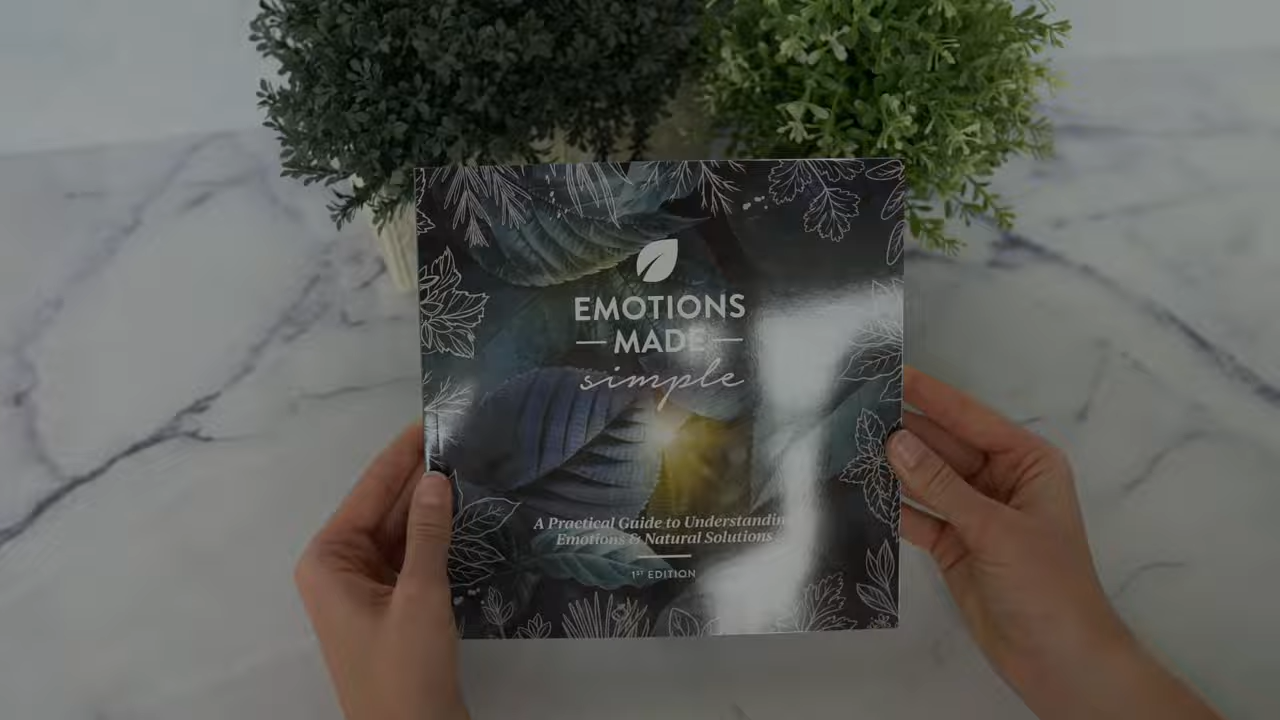 EMOTIONS
MADE
simple
A Practical Guide to Understandin
Emotions & Natural Solutions
1ST EDITION